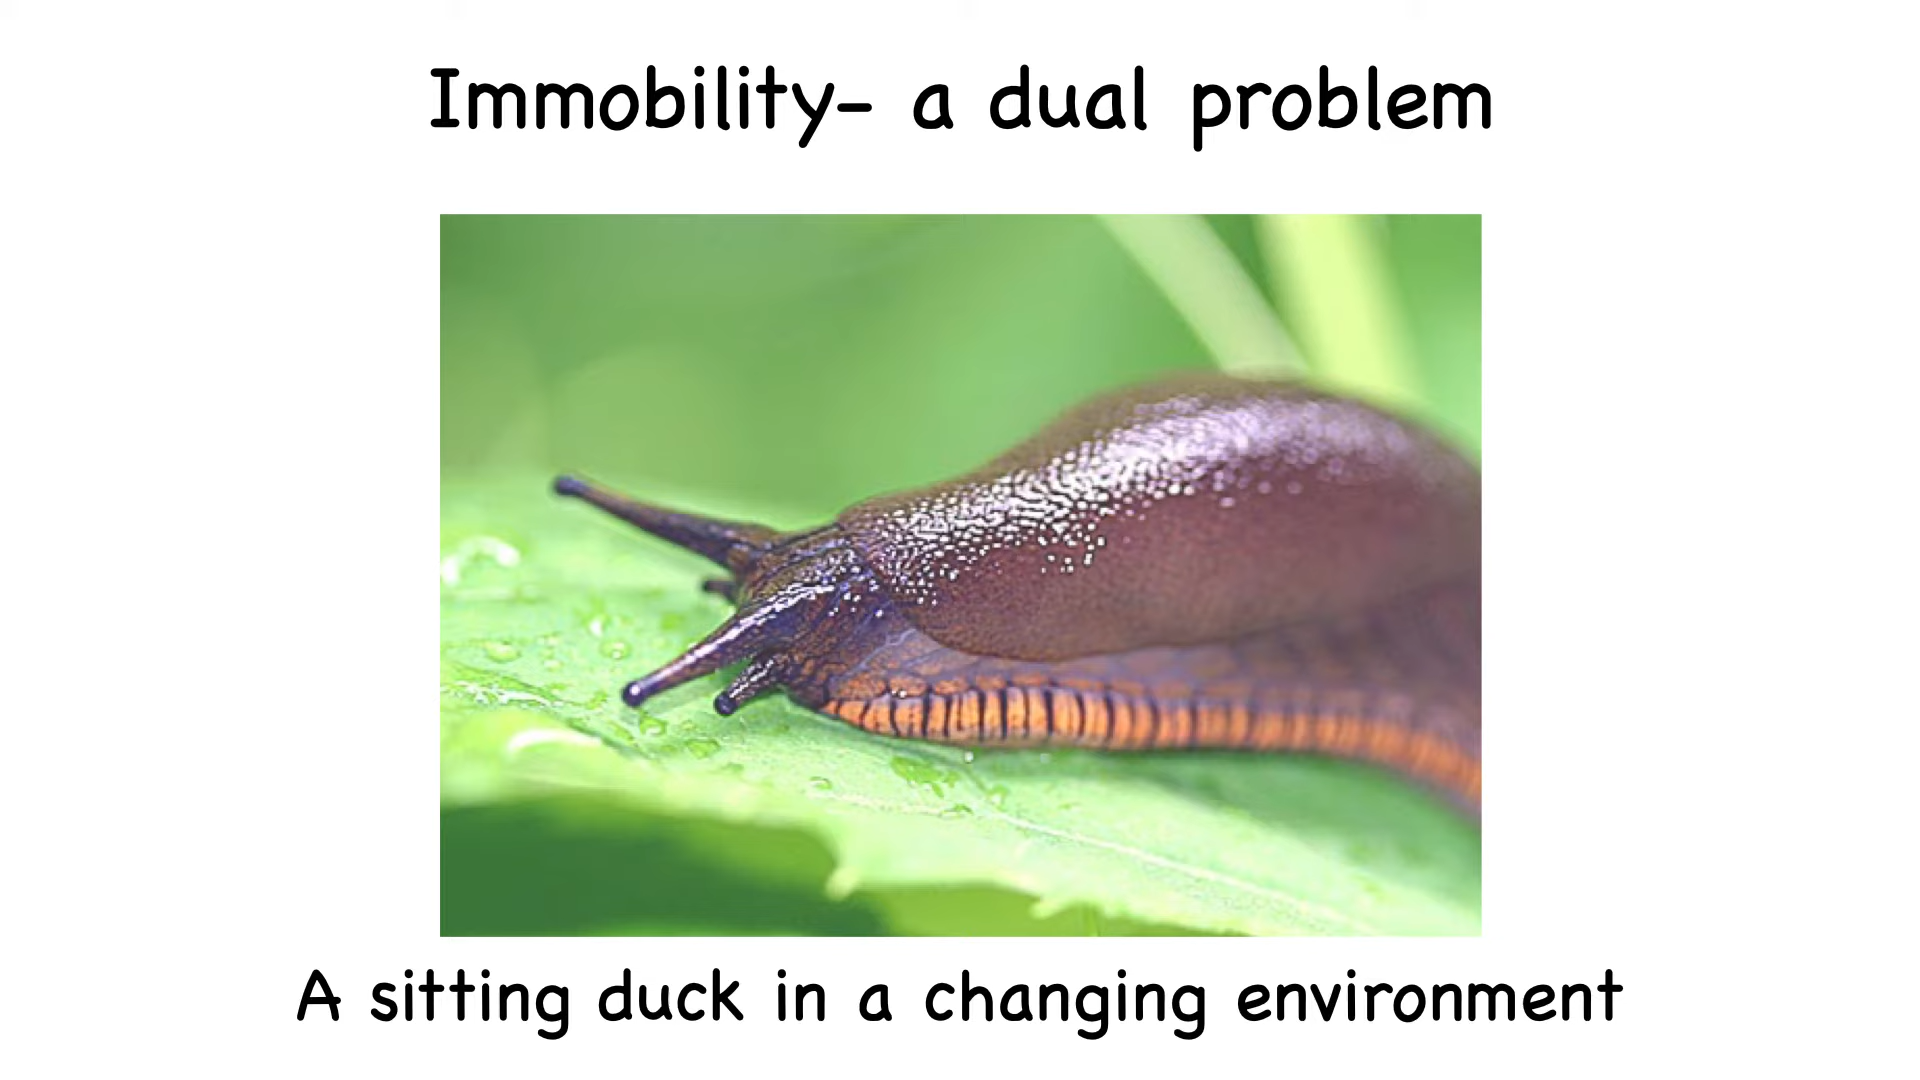 Immobility- a dual problem
A sitting duck in a changing environment